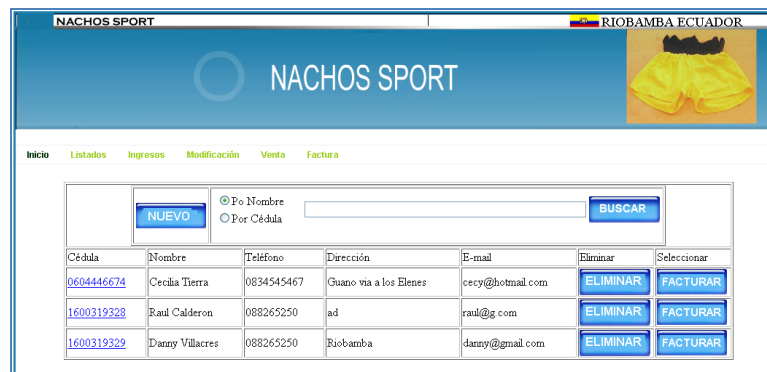 NACHOS SPORT RIOBAMBA ECUADOR
NACHOS SPORT
Inicio Listados Ingresos Modificación Venta Factura
NUEVO Po Nombre BUSCAR
Por Cédula
Cédula Nombre Teléfono Dirección E-mail Eliminar Seleccionar
0604446674 Cecilia Tierra 0834545467 Guano via a los Elenes cecy@hotmail.com ELIMINAR FACTURAR
1600319328 Raul Calderon 088265250 ad raul@g.com ELIMINAR FACTURAR
1600319329 Danny Villacres 088265250 Riobamba danny@gmail.com ELIMINAR FACTURAR